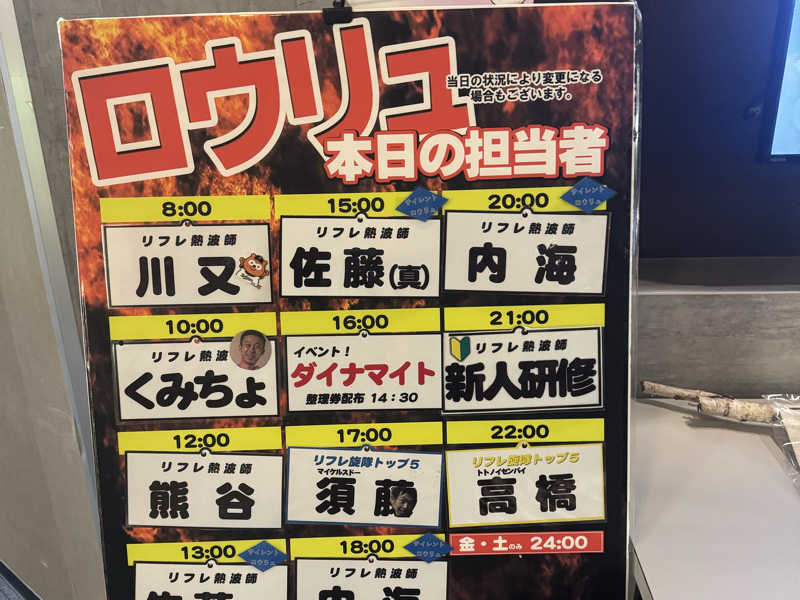 ロウリュ
当日の状況により変更になる
場合もございます。
本日の担当者
8:00
リフレ熱波師
川又
10:00
リフレ熱波
くみちょ
12:00
リフレ熱波師
熊谷
13:00
サイレント
ロウリュ
リフレ熱波師
15:00
サイレント
ロウリュ
リフレ熱波師
佐藤(真)
16:00
イベント!
ダイナマイト
整理券配布 14:30
17:00
リフレ旋隊トップ5
マイケルスドー
須藤
18:00
サイレント
ロウリュ
リフレ熱波師
内海
20:00
サイレント
ロウリュ
リフレ熱波師
内海
21:00
リフレ熱波師
新人研修
22:00
リフレ旋隊トップ5
トトノイセンパイ
高橋
金・土のみ 24:00